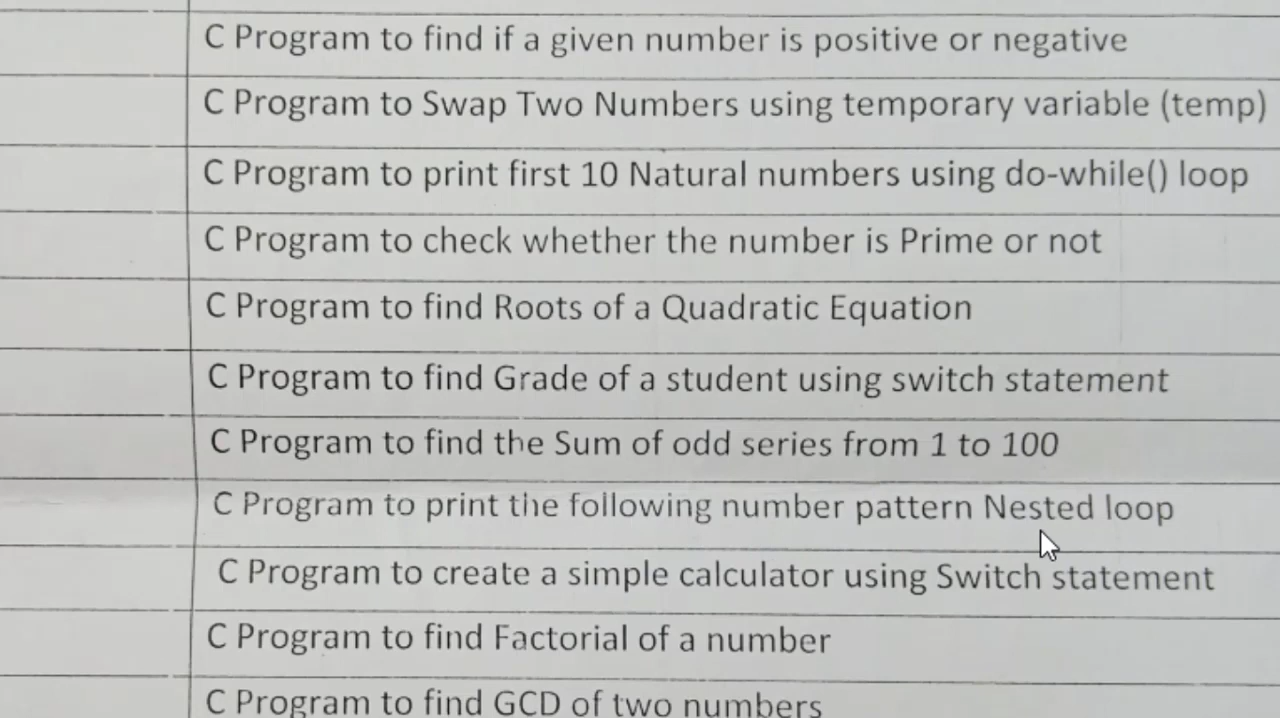 C Program to find if a given number is positive or negative
C Program to Swap Two Numbers using temporary variable (temp)
C Program to print first 10 Natural numbers using do-while() loop
C Program to check whether the number is Prime or not
C Program to find Roots of a Quadratic Equation
C Program to find Grade of a student using switch statement
C Program to find the Sum of odd series from 1 to 100
C Program to print the following number pattern Nested loop
C Program to create a simple calculator using Switch statement
C Program to find Factorial of a number
C Program to find GCD of two numbers